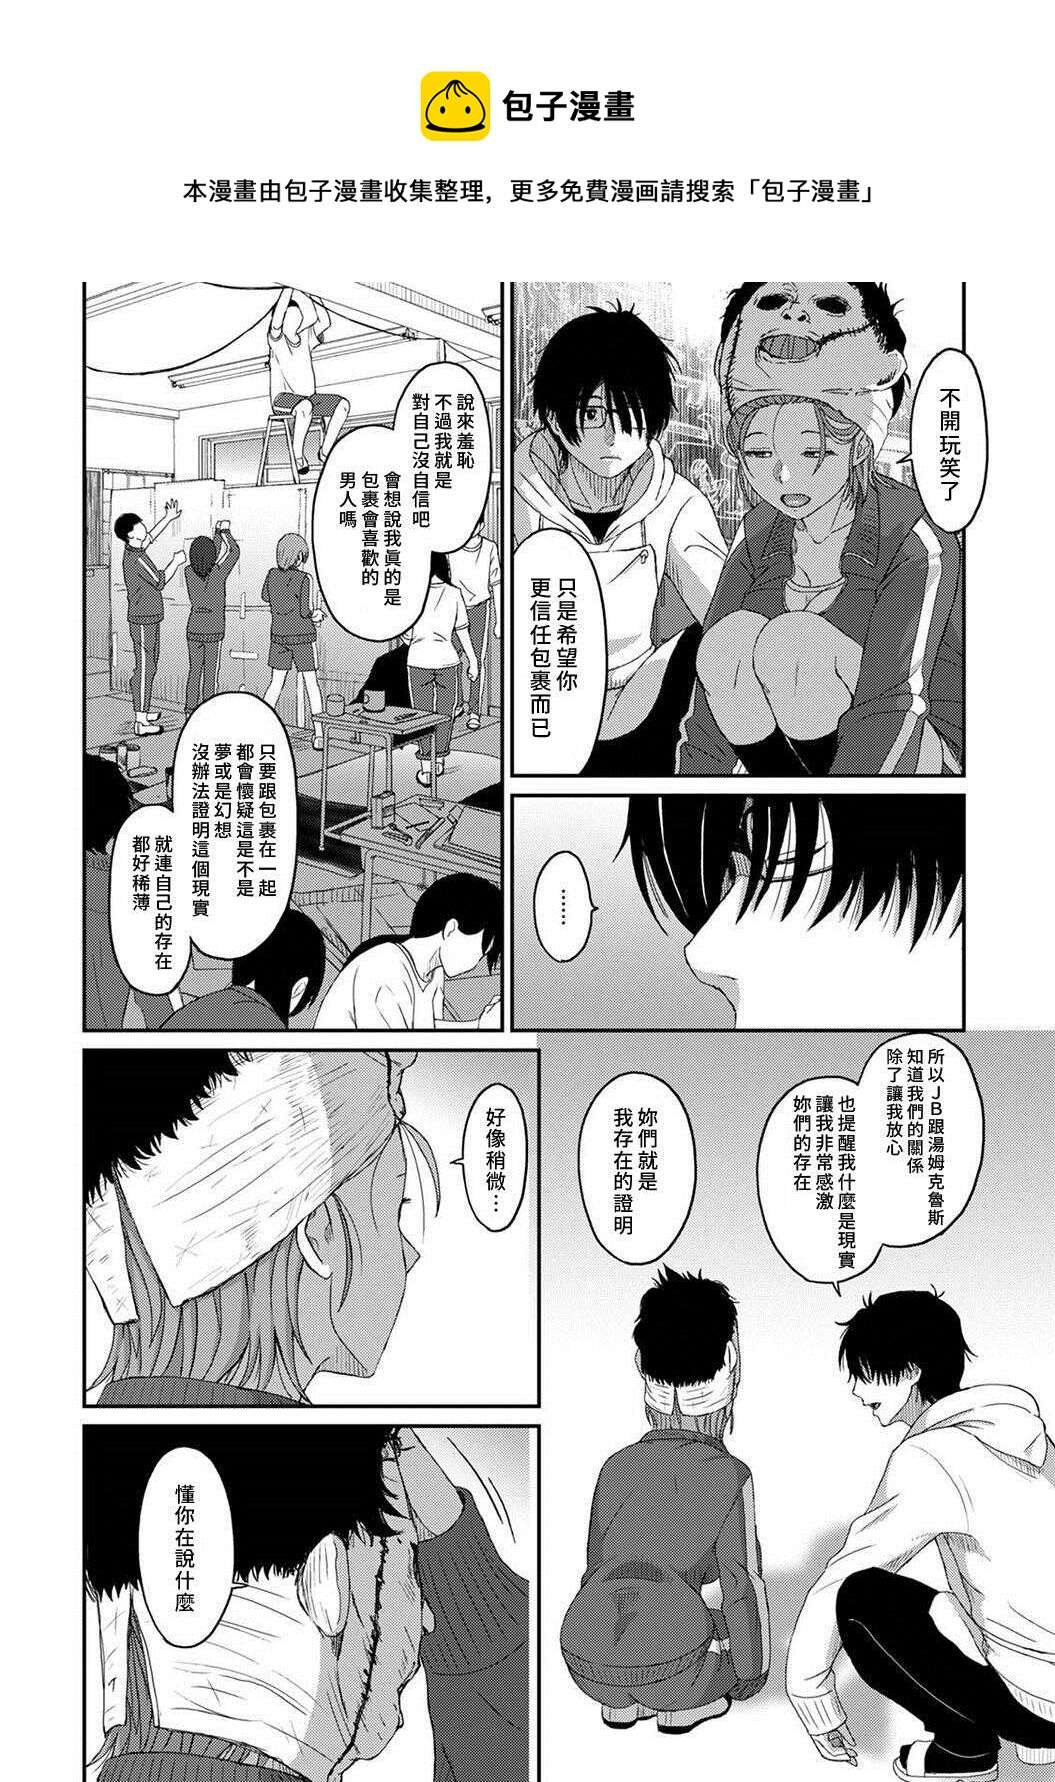 包子漫畫
本漫畫由包子漫畫收集整理，更多免費漫画請搜索「包子漫畫」
不開玩笑了
只是希望你
更信任包裹而已
說來羞恥
不過我就是
對自己沒自信吧
會想說我真的是
包裹會喜歡的
男人嗎
只要跟包裹在一起
都會懷疑這是不是
夢或是幻想
沒辦法證明這個現實
就連自己的存在
都好稀薄
……
所以JB跟湯姆克魯斯
知道我們的關係
除了讓我放心
也提醒我什麼是現實
讓我非常感激
妳們的存在
妳們就是
我存在的證明
好像稍微…
懂你在說什麼